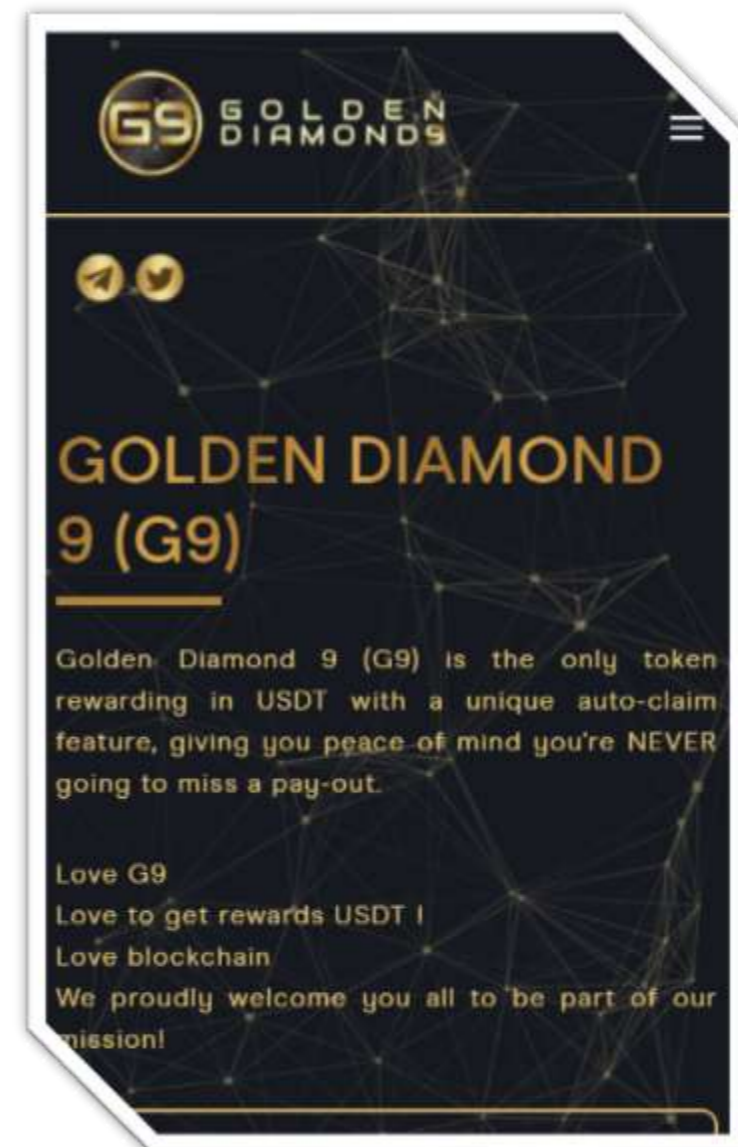 G9 GOLDEN
DIAMOND9
GOLDEN DIAMOND
9 (G9)
Golden Diamond 9 (G9) is the only token
rewarding in USDT with a unique auto-claim
feature, giving you peace of mind you're NEVER
going to miss a pay-out.
Love G9
Love to get rewards USDT !
Love blockchain
We proudly welcome you all to be part of our
mission!